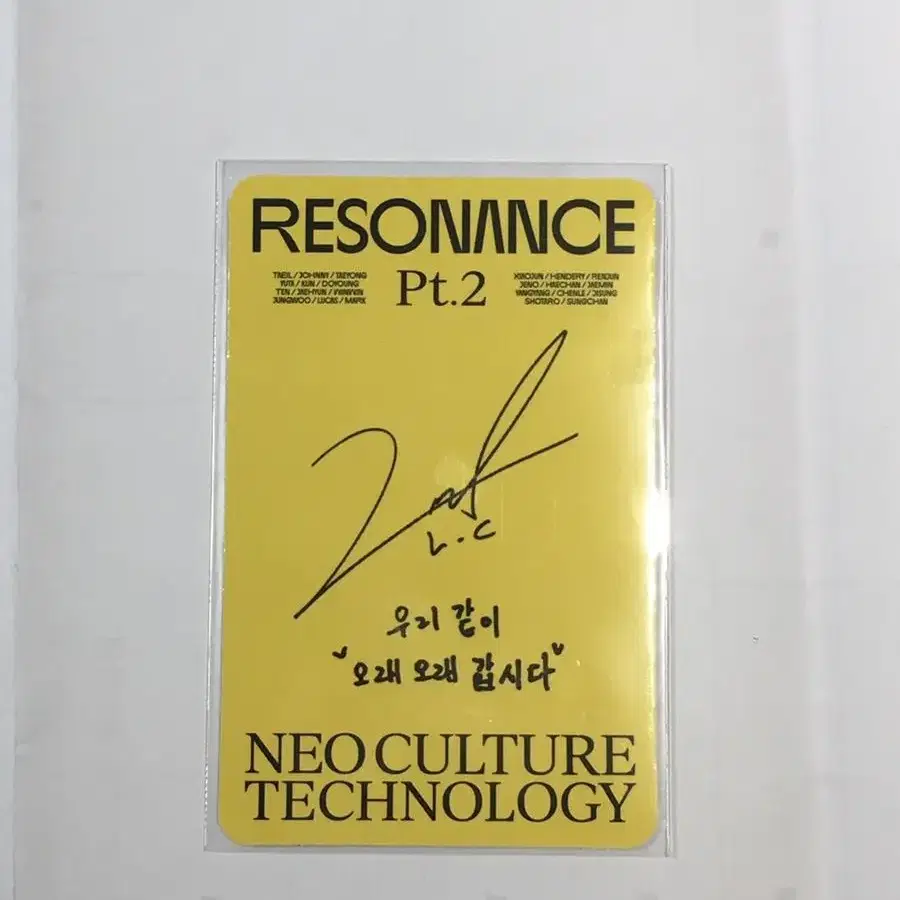 RESONANCE
TAEIL / JOHNNY / TAEYONG
YUTA / KUN / DOYOUNG
TEN / JAEHYUN / WINWIN
JUNGWOO / LUCAS / MARK
Pt.2
XIAOJUN / HENDERY / RENJUN
JENO / HAECHAN / JAEMIN
YANGYANG / CHENLE / JISUNG
SHOTARO / SUNGCHAN
L.C
우리 같이
"오래 오래 갑시다"
NEO CULTURE
TECHNOLOGY